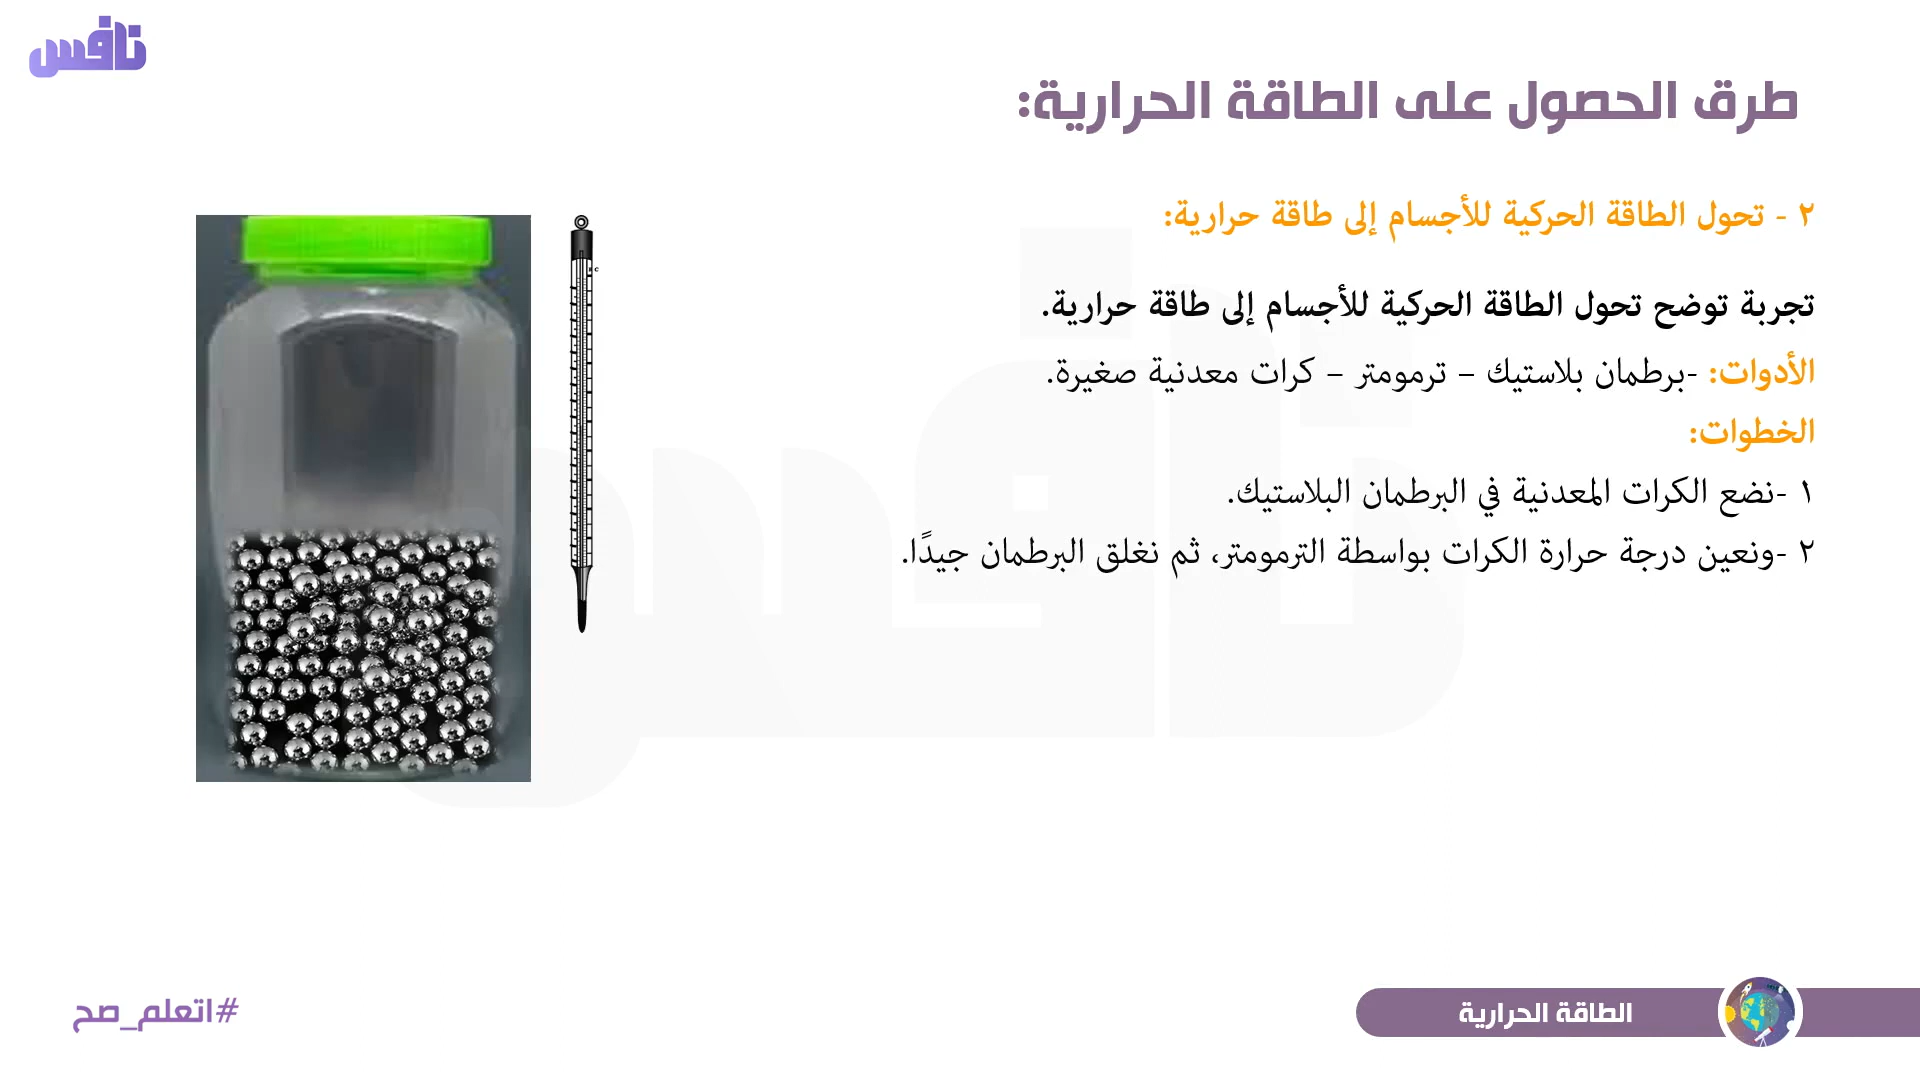 نافس
طرق الحصول على الطاقة الحرارية:
٢ - تحول الطاقة الحركية للأجسام إلى طاقة حرارية:
تجربة توضح تحول الطاقة الحركية للأجسام إلى طاقة حرارية.
الأدوات: -برطمان بلاستيك – ترمومتر – كرات معدنية صغيرة.
الخطوات:
١ -نضع الكرات المعدنية في البرطمان البلاستيك.
٢ -ونعين درجة حرارة الكرات بواسطة الترمومتر، ثم نغلق البرطمان جيدًا.
الطاقة الحرارية
#اتعلم_صح